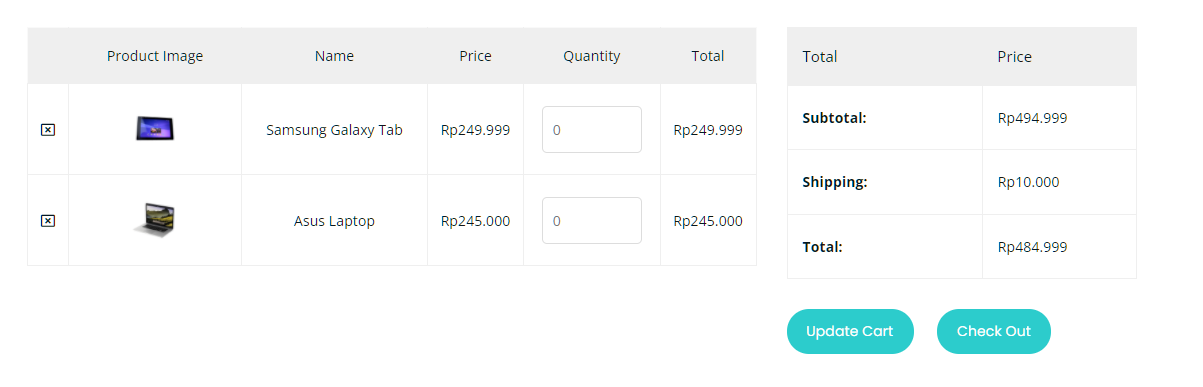 Product Image Name Price Quantity Total
Samsung Galaxy Tab Rp249.999 0 Rp249.999
Asus Laptop Rp245.000 0 Rp245.000
Total Price
Subtotal: Rp494.999
Shipping: Rp10.000
Total: Rp484.999
Update Cart Check Out